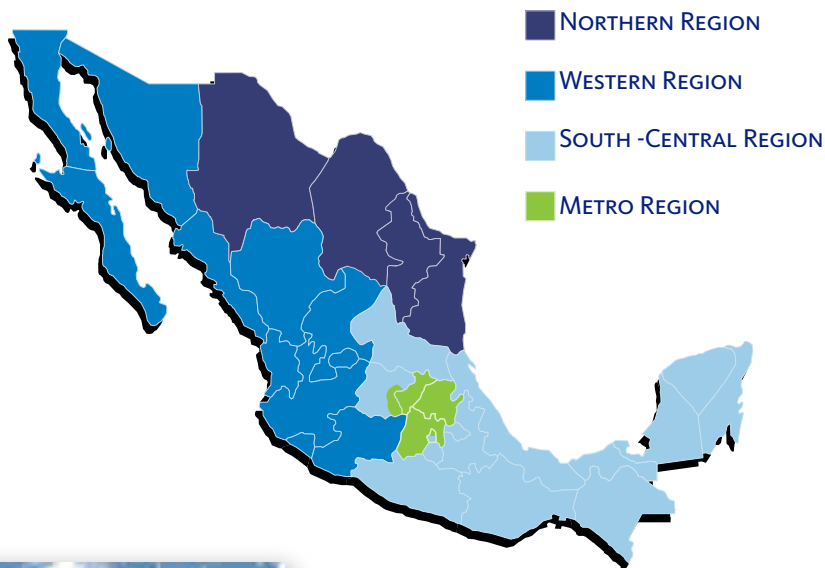 Northern Region
Western Region
South -Central Region
Metro Region